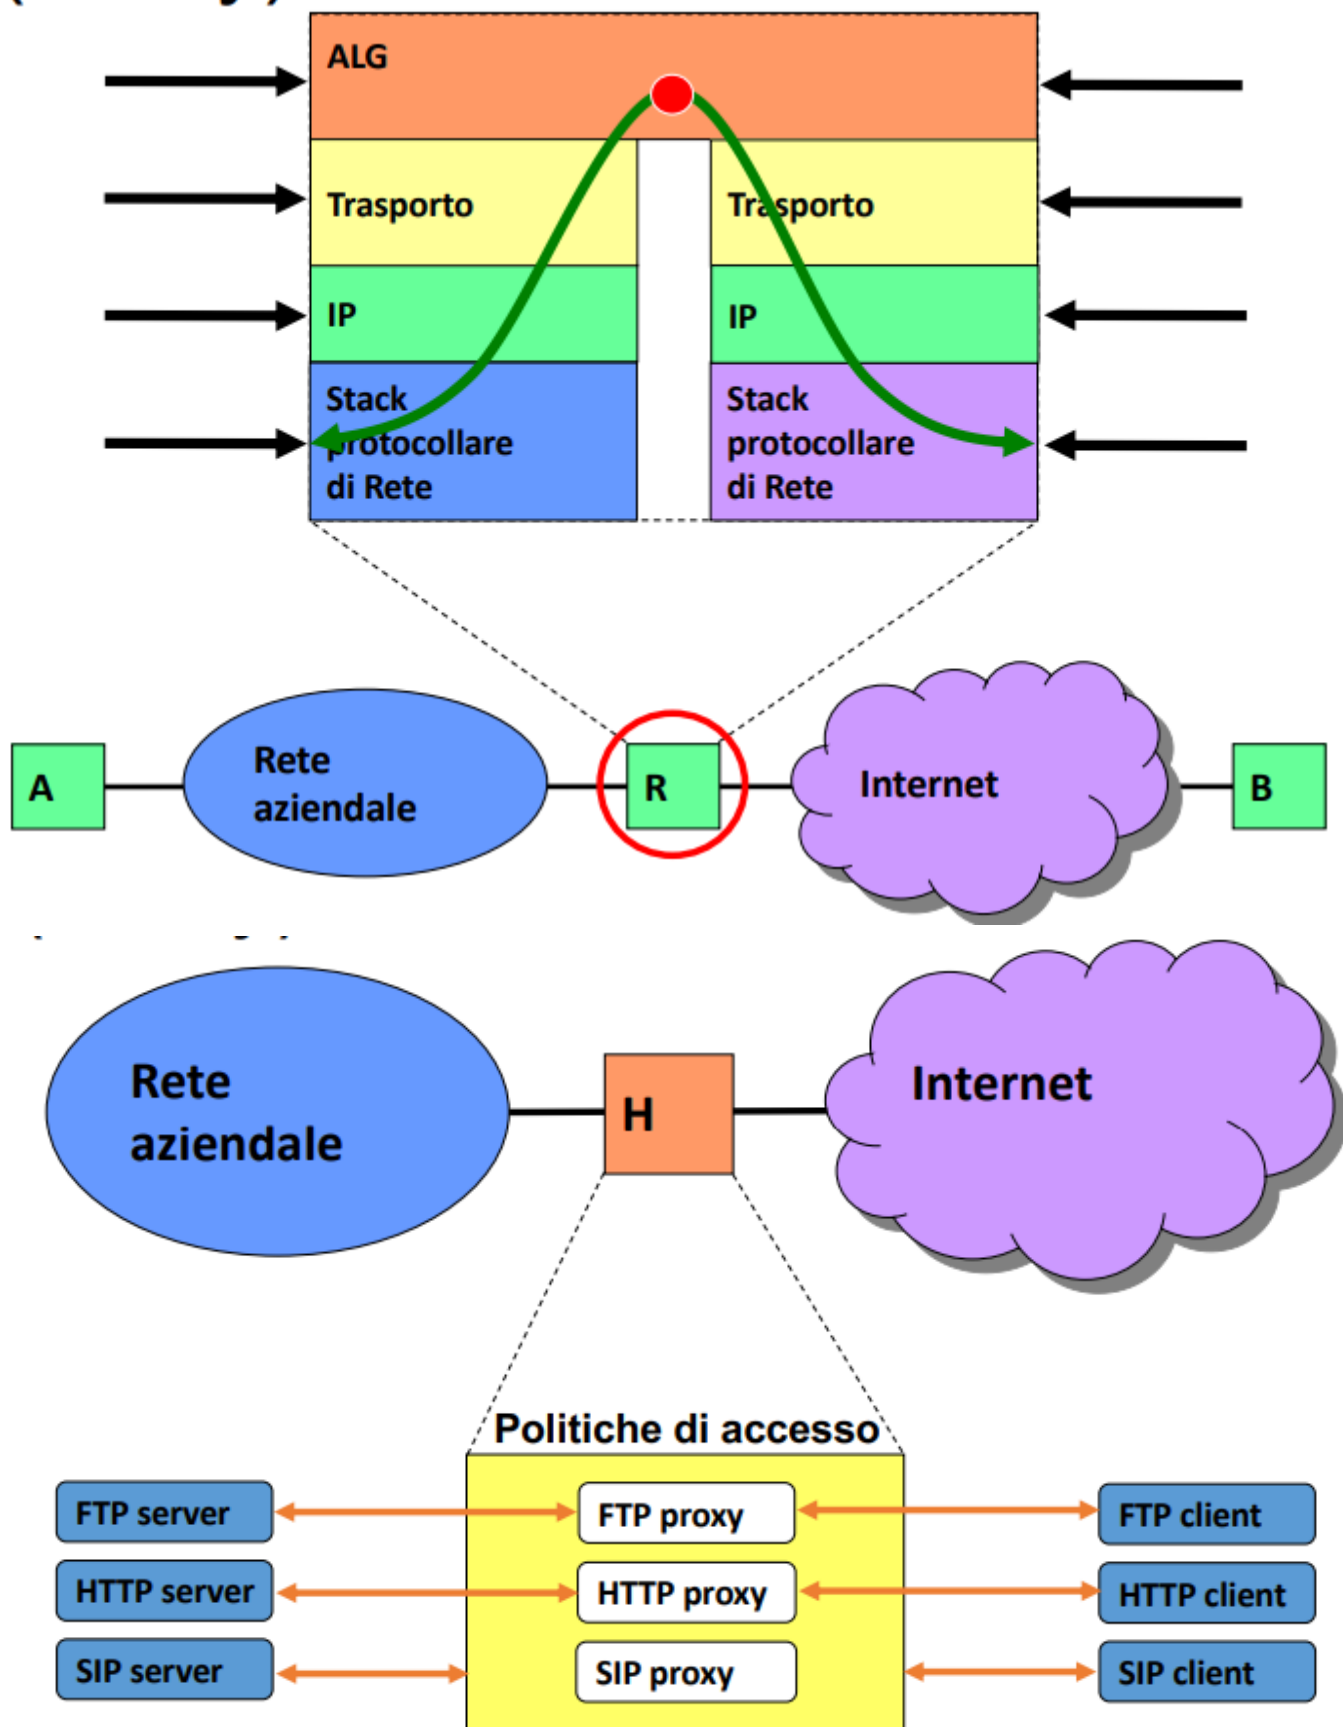 ALG
Trasporto
Trasporto
IP
IP
Stack
protocollare
di Rete
Stack
protocollare
di Rete
A
Rete
aziendale
R
Internet
B
Rete
aziendale
H
Internet
Politiche di accesso
FTP server
FTP proxy
FTP client
HTTP server
HTTP proxy
HTTP client
SIP server
SIP proxy
SIP client